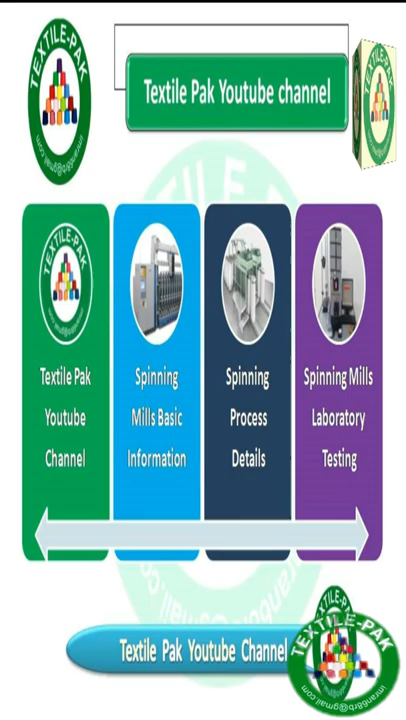 TEXTILE-PAK
Textile Pak Youtube channel
TEXTILE-PAK
Textile Pak
Youtube
Channel
Spinning
Mills Basic
Information
Spinning
Process
Details
Spinning Mills
Laboratory
Testing
Textile Pak Youtube Channel
TEXTILE-PAK